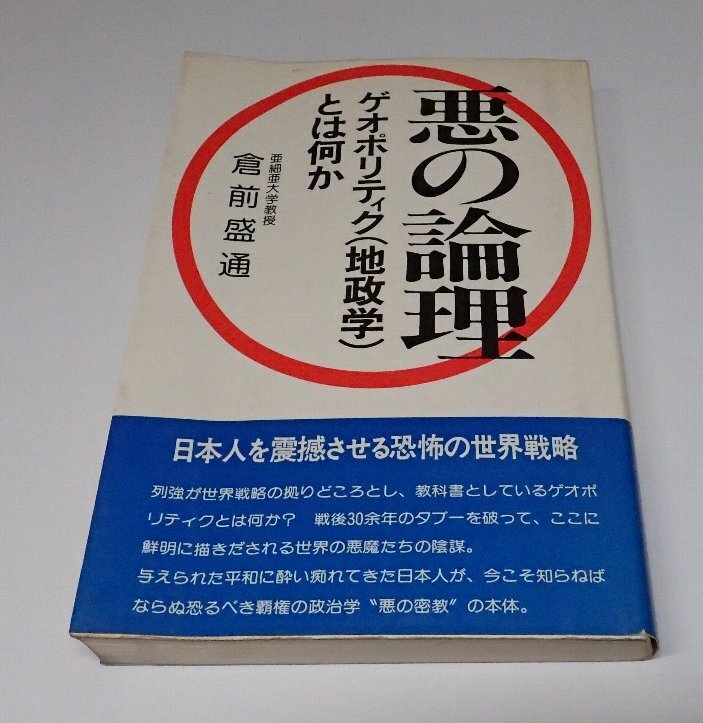 悪の論理
ゲオポリティク(地政学)
とは何か
亜細亜大学教授
倉前盛通
日本人を震撼させる恐怖の世界戦略
列強が世界戦略の拠りどころとし、教科書としているゲオポ
リティクとは何か? 戦後30余年のタブーを破って、ここに
鮮明に描きだされる世界の悪魔たちの陰謀。
与えられた平和に酔い痴れてきた日本人が、今こそ知らねば
ならぬ恐るべき覇権の政治学〝悪の密教〟の本体。